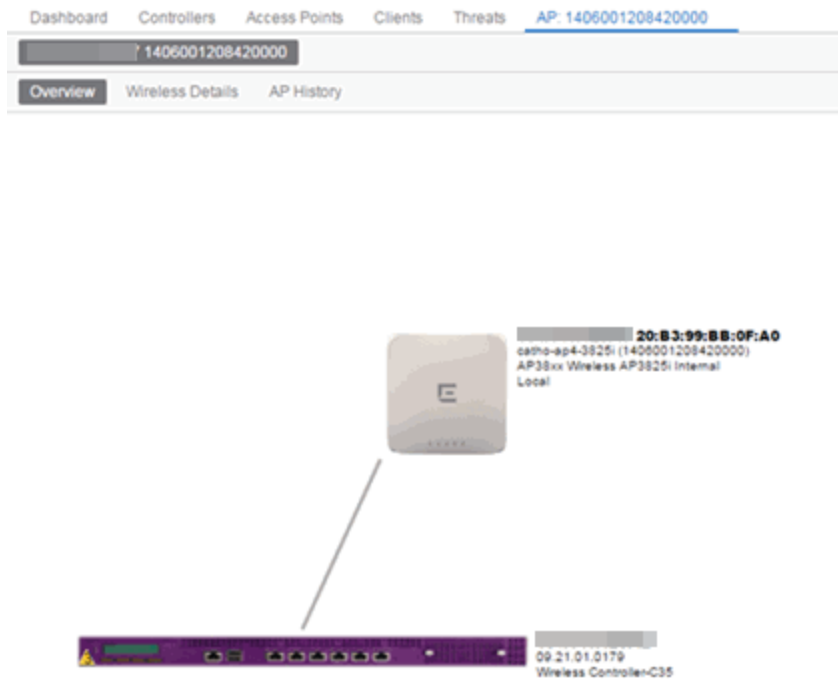 Dashboard Controllers Access Points Clients Threats AP: 1406001208420000
/ 1406001208420000
Overview Wireless Details AP History
20:B3:99:BB:0F:A0
catho-ap4-3825i (1406001208420000)
AP38xx Wireless AP3825i Internal
Local
09.21.01.0179
Wireless Controller-C35